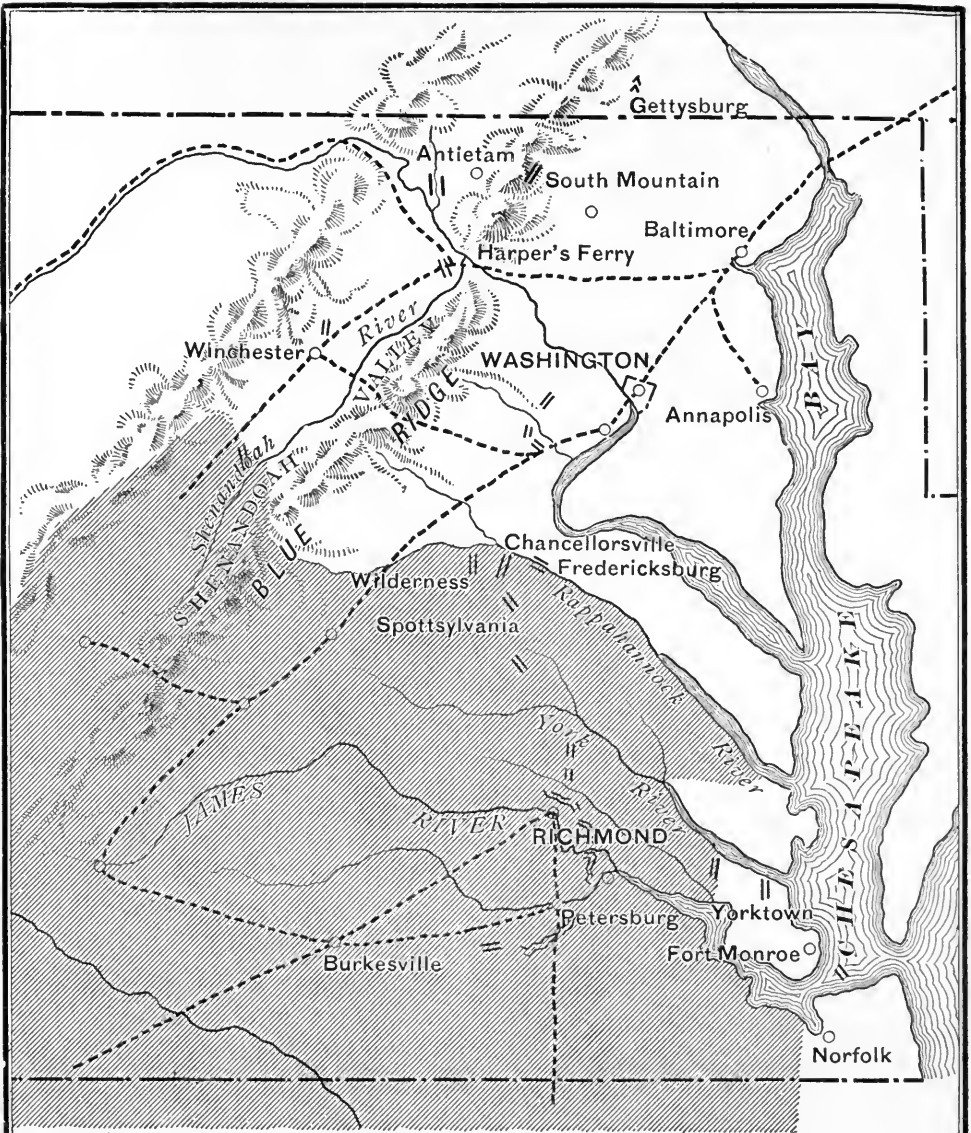 Gettysburg
Antietam
South Mountain
Baltimore
Harper's Ferry
River
Winchester
VALLEY
WASHINGTON
RIDGE
BAY
Annapolis
Shenandoah
SHENANDOAH
BLUE
Chancellorsville
Fredericksburg
Wilderness
Rappahannock
Spottsylvania
CHESAPEAKE
York
River
River
JAMES
RIVER
RICHMOND
Yorktown
Petersburg
Fort Monroe
Burkesville
Norfolk